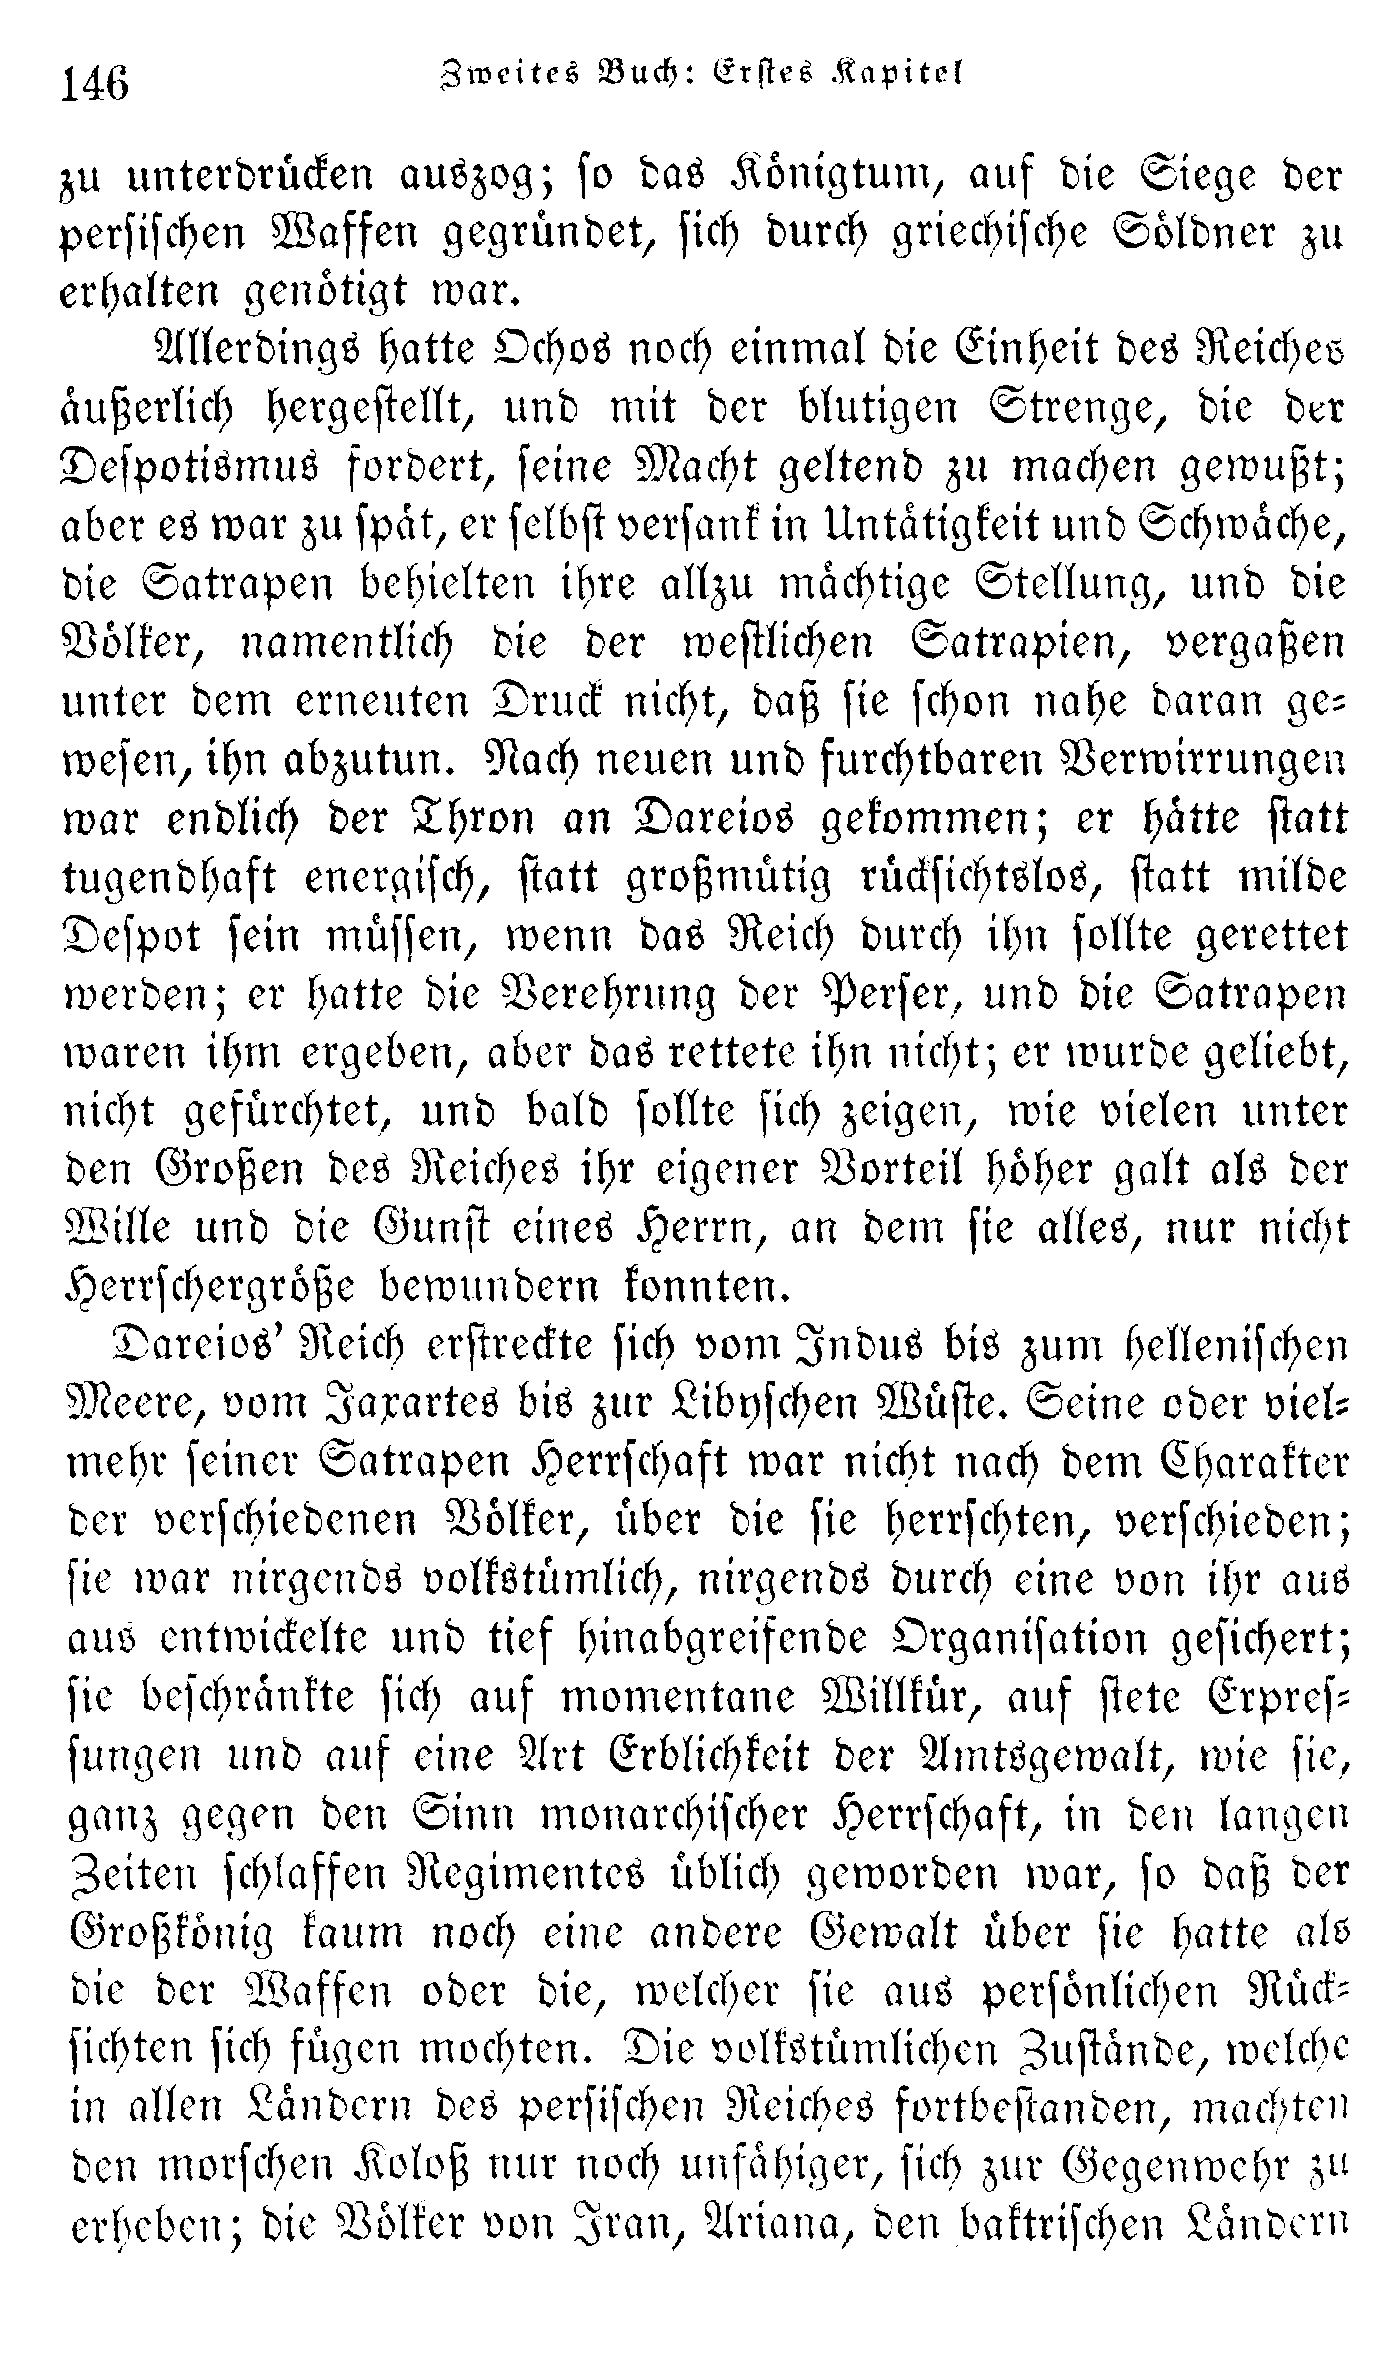 146
Zweites Buch: Erstes Kapitel
zu unterdrücken auszog; so das Königtum, auf die Siege der
persischen Waffen gegründet, sich durch griechische Söldner zu
erhalten genötigt war.
Allerdings hatte Ochos noch einmal die Einheit des Reiches
äußerlich hergestellt, und mit der blutigen Strenge, die der
Despotismus fordert, seine Macht geltend zu machen gewußt;
aber es war zu spät, er selbst versank in Untätigkeit und Schwäche,
die Satrapen behielten ihre allzu mächtige Stellung, und die
Völker, namentlich die der westlichen Satrapien, vergaßen
unter dem erneuten Druck nicht, daß sie schon nahe daran ge-
wesen, ihn abzutun. Nach neuen und furchtbaren Verwirrungen
war endlich der Thron an Dareios gekommen; er hätte statt
tugendhaft energisch, statt großmütig rücksichtslos, statt milde
Despot sein müssen, wenn das Reich durch ihn sollte gerettet
werden; er hatte die Verehrung der Perser, und die Satrapen
waren ihm ergeben, aber das rettete ihn nicht; er wurde geliebt,
nicht gefürchtet, und bald sollte sich zeigen, wie vielen unter
den Großen des Reiches ihr eigener Vorteil höher galt als der
Wille und die Gunst eines Herrn, an dem sie alles, nur nicht
Herrschergröße bewundern konnten.
Dareios' Reich erstreckte sich vom Indus bis zum hellenischen
Meere, vom Jaxartes bis zur Libyschen Wüste. Seine oder viel-
mehr seiner Satrapen Herrschaft war nicht nach dem Charakter
der verschiedenen Völker, über die sie herrschten, verschieden;
sie war nirgends volkstümlich, nirgends durch eine von ihr aus
aus entwickelte und tief hinabgreifende Organisation gesichert;
sie beschränkte sich auf momentane Willkür, auf stete Erpres-
sungen und auf eine Art Erblichkeit der Amtsgewalt, wie sie,
ganz gegen den Sinn monarchischer Herrschaft, in den langen
Zeiten schlaffen Regimentes üblich geworden war, so daß der
Großkönig kaum noch eine andere Gewalt über sie hatte als
die der Waffen oder die, welcher sie aus persönlichen Rück-
sichten sich fügen mochten. Die volkstümlichen Zustände, welche
in allen Ländern des persischen Reiches fortbestanden, machten
den morschen Koloß nur noch unfähiger, sich zur Gegenwehr zu
erheben; die Völker von Iran, Ariana, den baktrischen Ländern